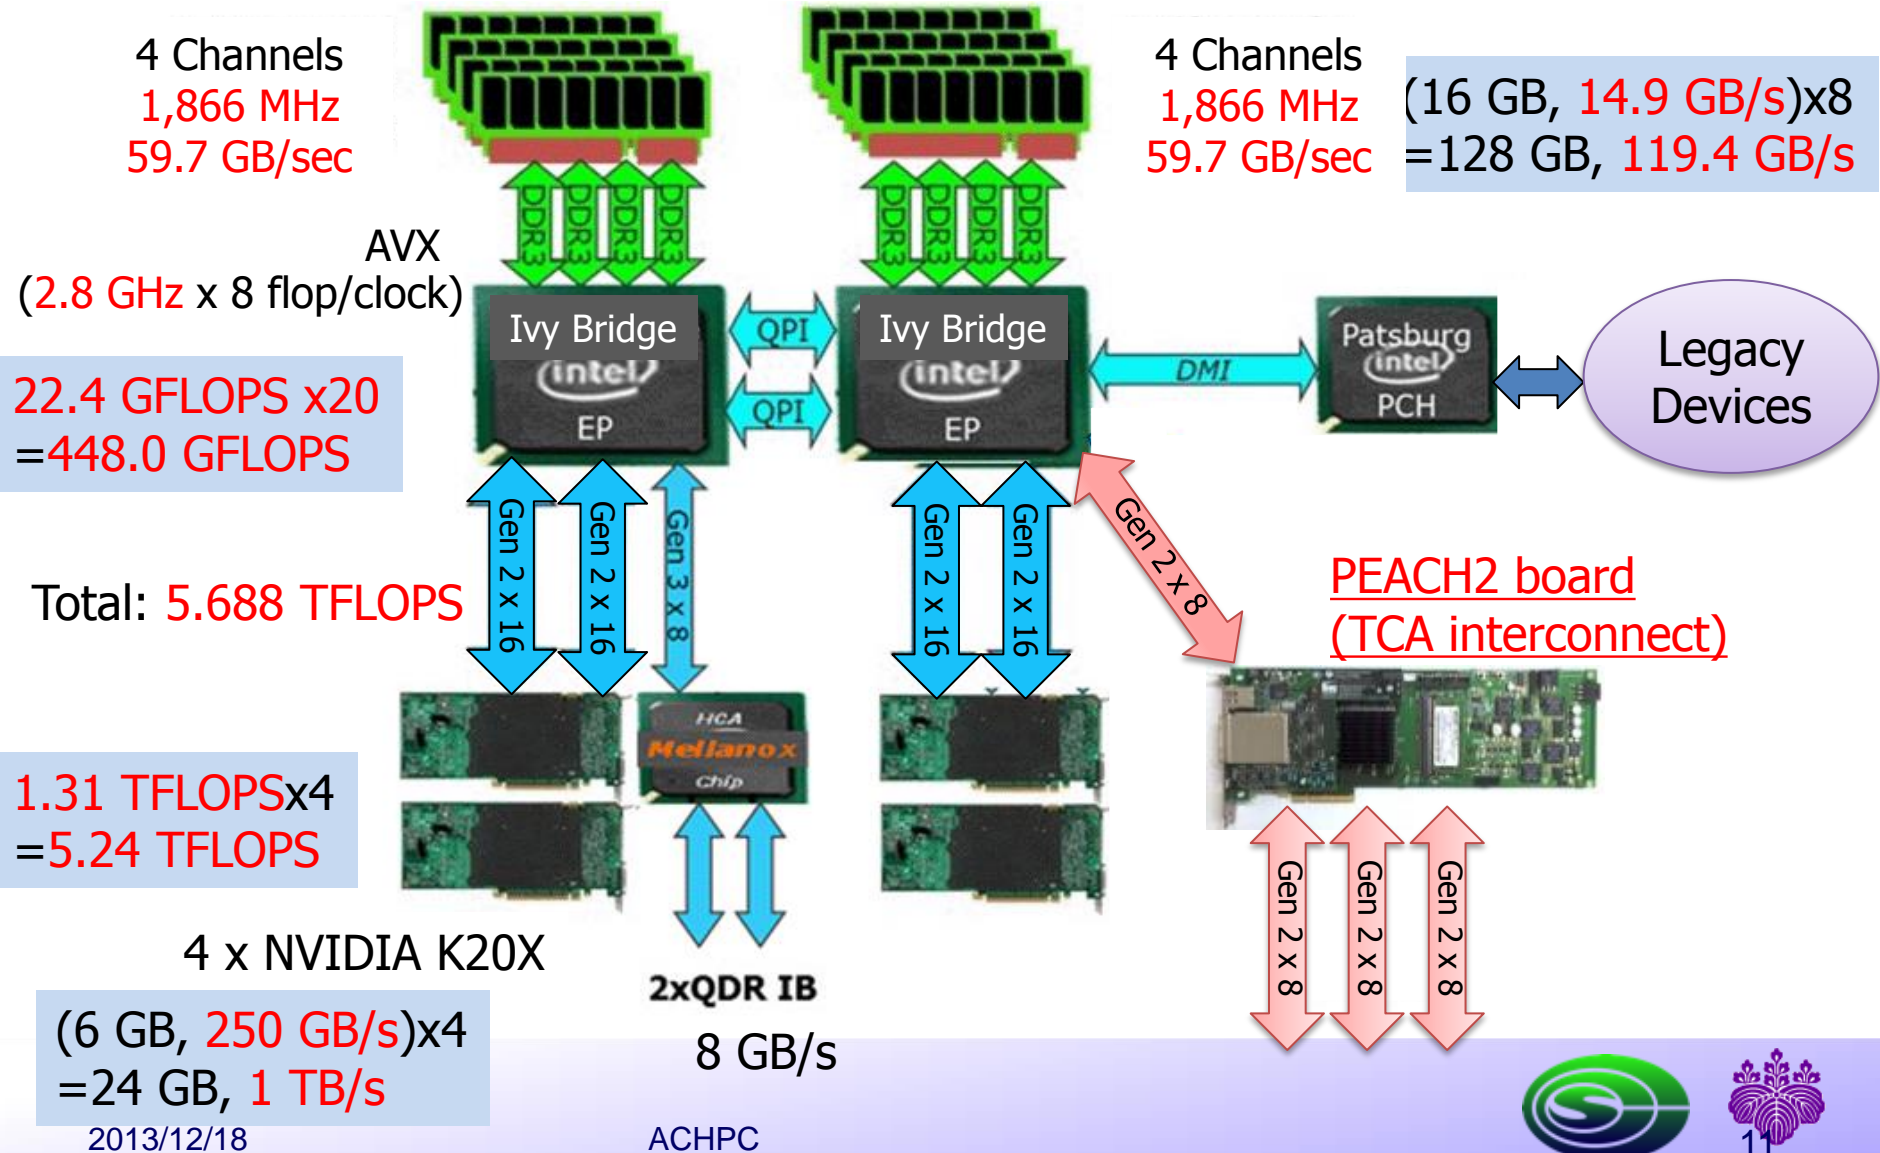 4 Channels
1,866 MHz
59.7 GB/sec
4 Channels
1,866 MHz
59.7 GB/sec
(16 GB, 14.9 GB/s)x8
=128 GB, 119.4 GB/s
DDR3
DDR3
DDR3
DDR3
DDR3
DDR3
DDR3
DDR3
AVX
(2.8 GHz x 8 flop/clock)
Ivy Bridge
intel
EP
QPI
QPI
Ivy Bridge
intel
EP
DMI
Patsburg
intel
PCH
Legacy
Devices
22.4 GFLOPS x20
=448.0 GFLOPS
Gen 2 x 16
Gen 2 x 16
Gen 3 x 8
Gen 2 x 16
Gen 2 x 16
Gen 2 x 8
Total: 5.688 TFLOPS
PEACH2 board
(TCA interconnect)
HCA
Mellanox
Chip
1.31 TFLOPSx4
=5.24 TFLOPS
Gen 2 x 8
Gen 2 x 8
Gen 2 x 8
4 x NVIDIA K20X
(6 GB, 250 GB/s)x4
=24 GB, 1 TB/s
2xQDR IB
8 GB/s
2013/12/18
ACHPC
11